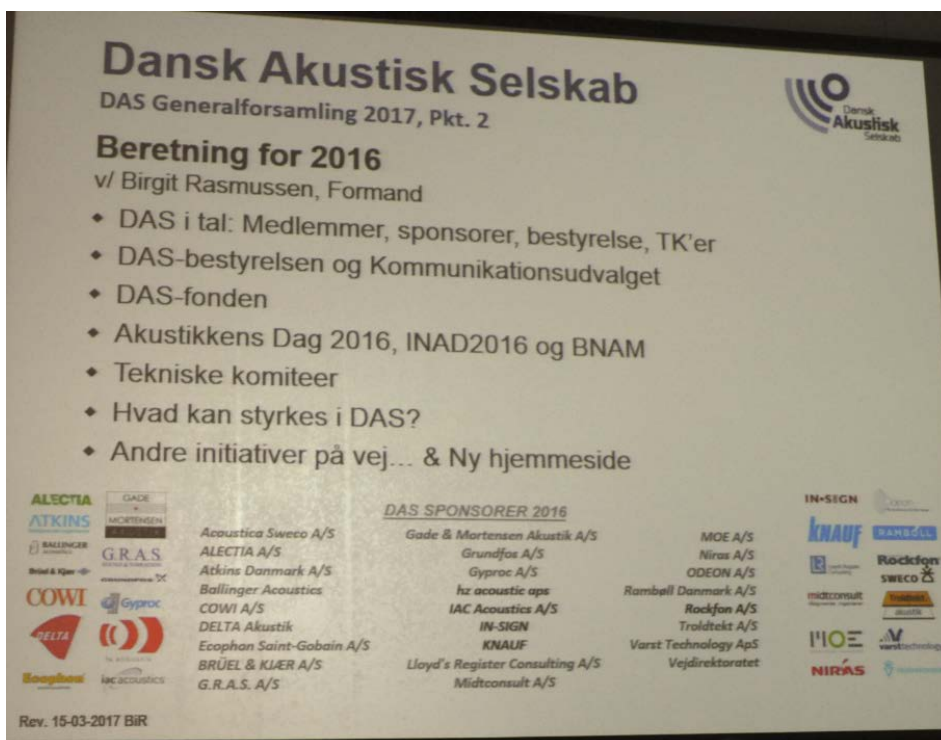 Dansk Akustisk Selskab
DAS Generalforsamling 2017, Pkt. 2
Dansk
Akustisk
Selskab
Beretning for 2016
v/ Birgit Rasmussen, Formand
◆ DAS i tal: Medlemmer, sponsorer, bestyrelse, TK'er
◆ DAS-bestyrelsen og Kommunikationsudvalget
◆ DAS-fonden
◆ Akustikkens Dag 2016, INAD2016 og BNAM
◆ Tekniske komiteer
◆ Hvad kan styrkes i DAS?
◆ Andre initiativer på vej... & Ny hjemmeside
ALECTIA
GADE
MORTENSEN
ATKINS
BALLINGER
G.R.A.S.
Brüel & Kjær
COWI
Gyproc
DELTA
Ecophon
iac acoustics
DAS SPONSORER 2016
Acoustica Sweco A/S
ALECTIA A/S
Atkins Danmark A/S
Ballinger Acoustics
COWI A/S
DELTA Akustik
Ecophon Saint-Gobain A/S
BRÜEL & KJÆR A/S
G.R.A.S. A/S
Gade & Mortensen Akustik A/S
Grundfos A/S
Gyproc A/S
hz acoustic aps
IAC Acoustics A/S
IN-SIGN
KNAUF
Lloyd's Register Consulting A/S
Midtconsult A/S
MOE A/S
Niras A/S
ODEON A/S
Rambøll Danmark A/S
Rockfon A/S
Troldtekt A/S
Varst Technology ApS
Vejdirektoratet
IN-SIGN
KNAUF
RAMBOLL
Rockfon
SWECO
midtconsult
Troldtekt
akustik
MOE
varsttechnology
NIRAS
Rev. 15-03-2017 BiR